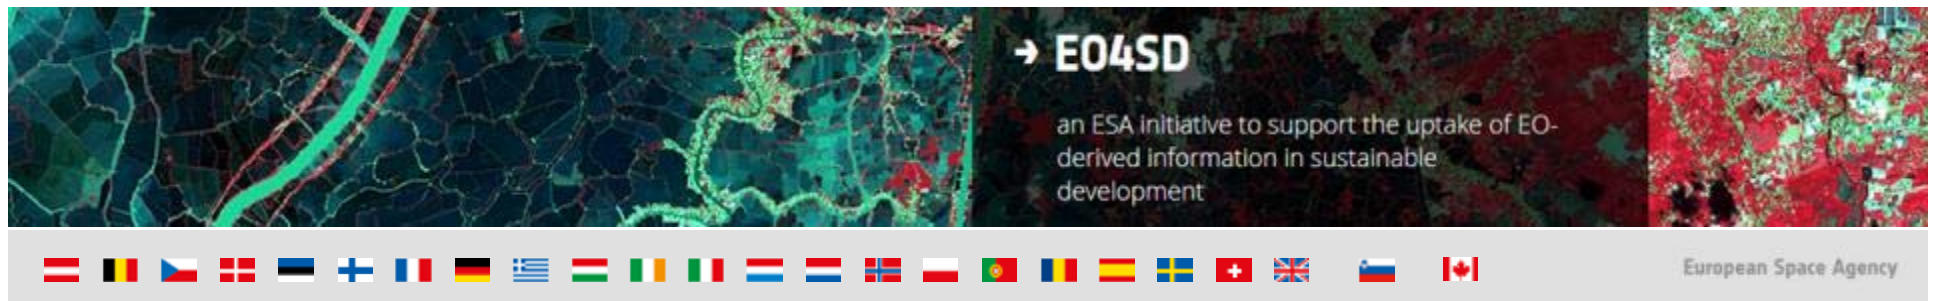 → EO4SD
an ESA initiative to support the uptake of EO-
derived information in sustainable
development
European Space Agency